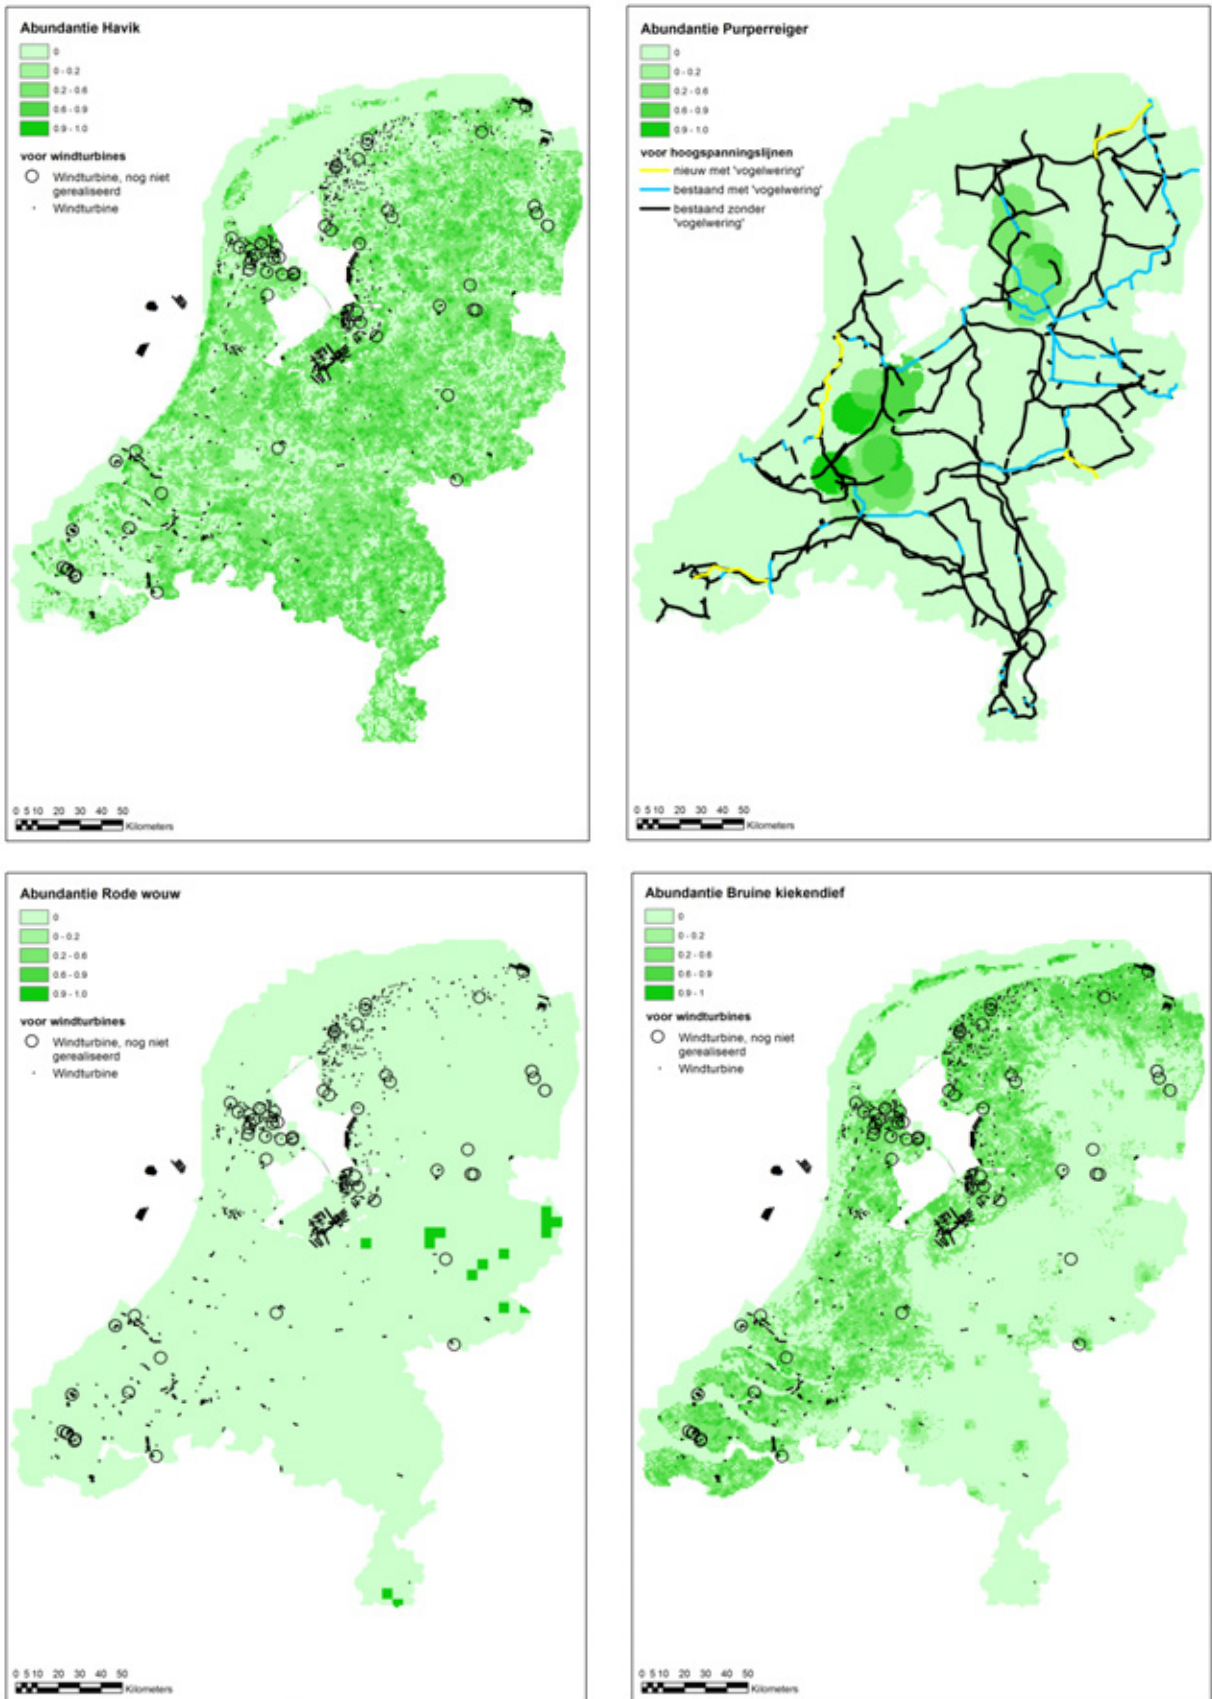 Abundantie Havik
0
0 - 0.2
0.2 - 0.6
0.6 - 0.9
0.9 - 1.0
voor windturbines
Windturbine, nog niet
gerealiseerd
Windturbine
0 5 10 20 30 40 50
Kilometers
Abundantie Purperreiger
0
0 - 0.2
0.2 - 0.6
0.6 - 0.9
0.9 - 1.0
voor hoogspanningslijnen
nieuw met 'vogelwering'
bestaand met 'vogelwering'
bestaand zonder
'vogelwering'
0 5 10 20 30 40 50
Kilometers
Abundantie Rode wouw
0
0 - 0.2
0.2 - 0.6
0.6 - 0.9
0.9 - 1.0
voor windturbines
Windturbine, nog niet
gerealiseerd
Windturbine
0 5 10 20 30 40 50
Kilometers
Abundantie Bruine kiekendief
0
0 - 0.2
0.2 - 0.6
0.6 - 0.9
0.9 - 1
voor windturbines
Windturbine, nog niet
gerealiseerd
Windturbine
0 5 10 20 30 40 50
Kilometers